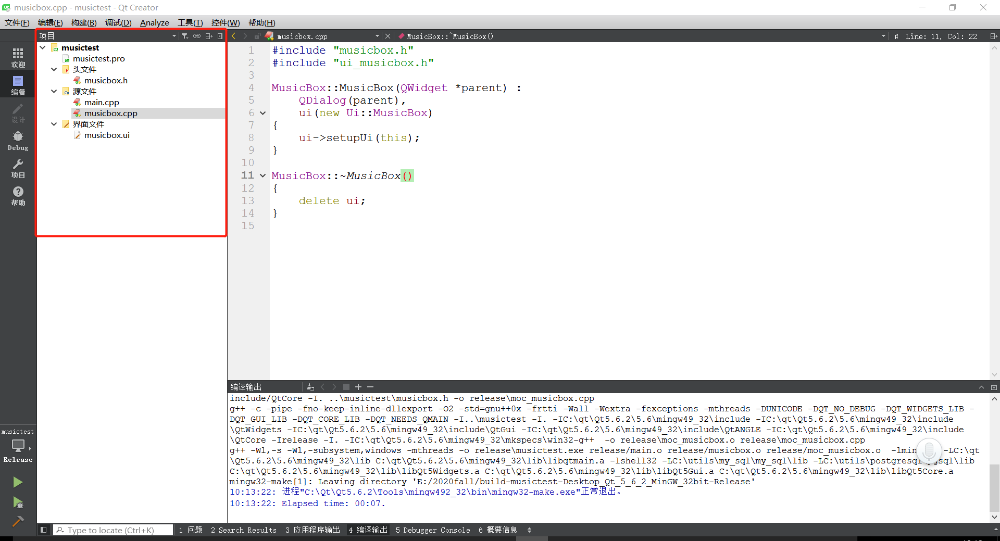 musicbox.cpp - musictest - Qt Creator
文件(F) 编辑(E) 构建(B) 调试(D) Analyze 工具(T) 控件(W) 帮助(H)
项目
musicbox.cpp
MusicBox::~MusicBox()
# Line: 11, Col: 22
欢迎
编辑
设计
Debug
项目
帮助
musictest
musictest.pro
头文件
musicbox.h
源文件
main.cpp
musicbox.cpp
界面文件
musicbox.ui
1 #include "musicbox.h"
2 #include "ui_musicbox.h"
3
4 MusicBox::MusicBox(QWidget *parent) :
5 QDialog(parent),
6 ui(new Ui::MusicBox)
7 {
8 ui->setupUi(this);
9 }
10
11 MusicBox::~MusicBox()
12 {
13 delete ui;
14 }
15
编译输出
include/QtCore -I. ..\musictest\musicbox.h -o release\moc_musicbox.cpp
g++ -c -pipe -fno-keep-inline-dllexport -O2 -std=gnu++0x -frtti -Wall -Wextra -fexceptions -mthreads -DUNICODE -DQT_NO_DEBUG -DQT_WIDGETS_LIB -
DQT_GUI_LIB -DQT_CORE_LIB -DQT_NEEDS_QMAIN -I..\musictest -I. -IC:\qt\Qt5.6.2\5.6\mingw49_32\include -IC:\qt\Qt5.6.2\5.6\mingw49_32\include
\QtWidgets -IC:\qt\Qt5.6.2\5.6\mingw49_32\include\QtGui -IC:\qt\Qt5.6.2\5.6\mingw49_32\include\QtANGLE -IC:\qt\Qt5.6.2\5.6\mingw49_32\include
\QtCore -Irelease -I. -IC:\qt\Qt5.6.2\5.6\mingw49_32\mkspecs\win32-g++ -o release\moc_musicbox.o release\moc_musicbox.cpp
g++ -Wl,-s -Wl,-subsystem,windows -mthreads -o release\musictest.exe release/main.o release/musicbox.o release/moc_musicbox.o -lmin -LC:\qt
\Qt5.6.2\5.6\mingw49_32\lib C:\qt\Qt5.6.2\5.6\mingw49_32\lib\libqtmain.a -lshell32 -LC:\utils\my_sql\my_sql\lib -LC:\utils\postgresql\pgsql\lib
C:\qt\Qt5.6.2\5.6\mingw49_32\lib\libQt5Widgets.a C:\qt\Qt5.6.2\5.6\mingw49_32\lib\libQt5Gui.a C:\qt\Qt5.6.2\5.6\mingw49_32\lib\libQt5Core.a
mingw32-make[1]: Leaving directory 'E:/2020fall/build-musictest-Desktop_Qt_5_6_2_MinGW_32bit-Release'
10:13:22: 进程"C:\Qt\Qt5.6.2\Tools\mingw492_32\bin\mingw32-make.exe"正常退出。
10:13:22: Elapsed time: 00:07.
musictest
Release
Type to locate (Ctrl+K)
1 问题 2 Search Results 3 应用程序输出 4 编译输出 5 Debugger Console 6 概要信息